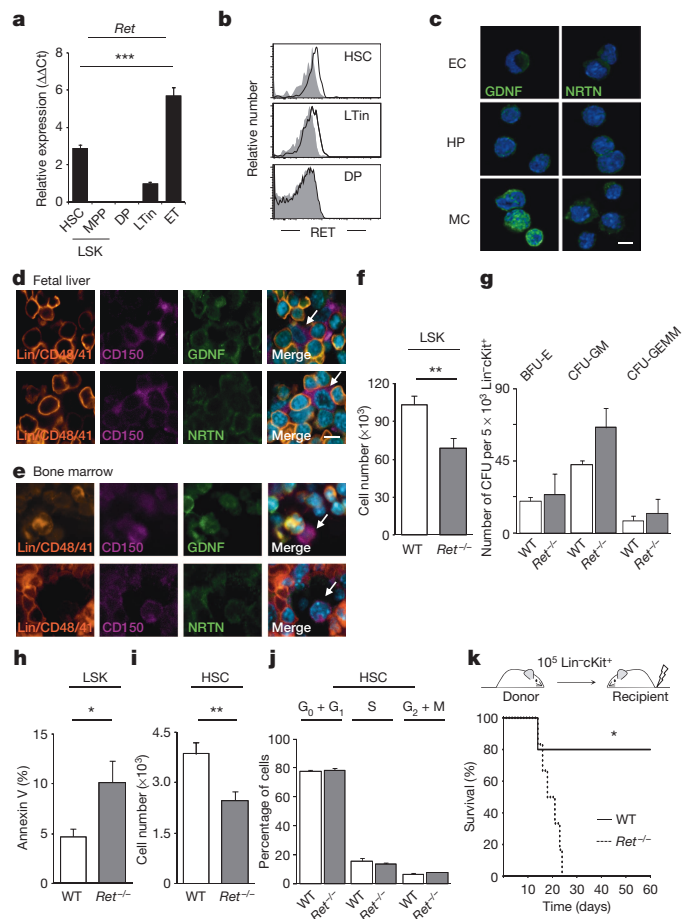 a
Ret
***
Relative expression (ΔΔCt)
9
6
3
0
HSC
MPP
DP
LTin
ET
LSK
b
Relative number
HSC
LTin
DP
RET
c
EC
GDNF
NRTN
HP
MC
d Fetal liver
Lin/CD48/41
CD150
GDNF
Merge
Lin/CD48/41
CD150
NRTN
Merge
e Bone marrow
Lin/CD48/41
CD150
GDNF
Merge
Lin/CD48/41
CD150
NRTN
Merge
f
LSK
**
Cell number (×10³)
120
90
60
30
0
WT
Ret⁻/⁻
g
BFU-E
CFU-GM
CFU-GEMM
Number of CFU per 5 × 10³ Lin⁻cKit⁺
90
45
0
WT
Ret⁻/⁻
WT
Ret⁻/⁻
WT
Ret⁻/⁻
h
LSK
*
Annexin V (%)
15
10
5
0
WT
Ret⁻/⁻
i
HSC
**
Cell number (×10³)
4.5
3.0
1.5
0
WT
Ret⁻/⁻
j
HSC
G₀ + G₁
S
G₂ + M
Percentage of cells
100
80
60
40
20
0
WT
Ret⁻/⁻
WT
Ret⁻/⁻
WT
Ret⁻/⁻
k
10⁵ Lin⁻cKit⁺
Donor
Recipient
*
Survival (%)
100
80
60
40
20
0
WT
Ret⁻/⁻
0
20
40
60
Time (days)